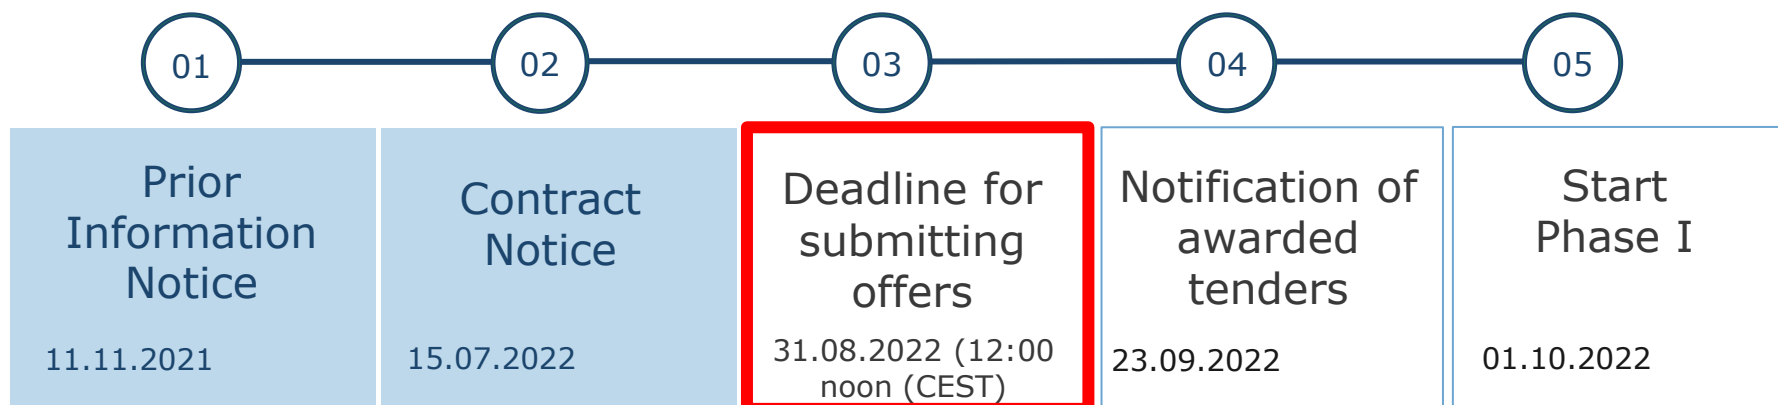 01
02
03
04
05
Prior
Information
Notice
11.11.2021
Contract
Notice
15.07.2022
Deadline for
submitting
offers
31.08.2022 (12:00
noon (CEST)
Notification of
awarded
tenders
23.09.2022
Start
Phase I
01.10.2022